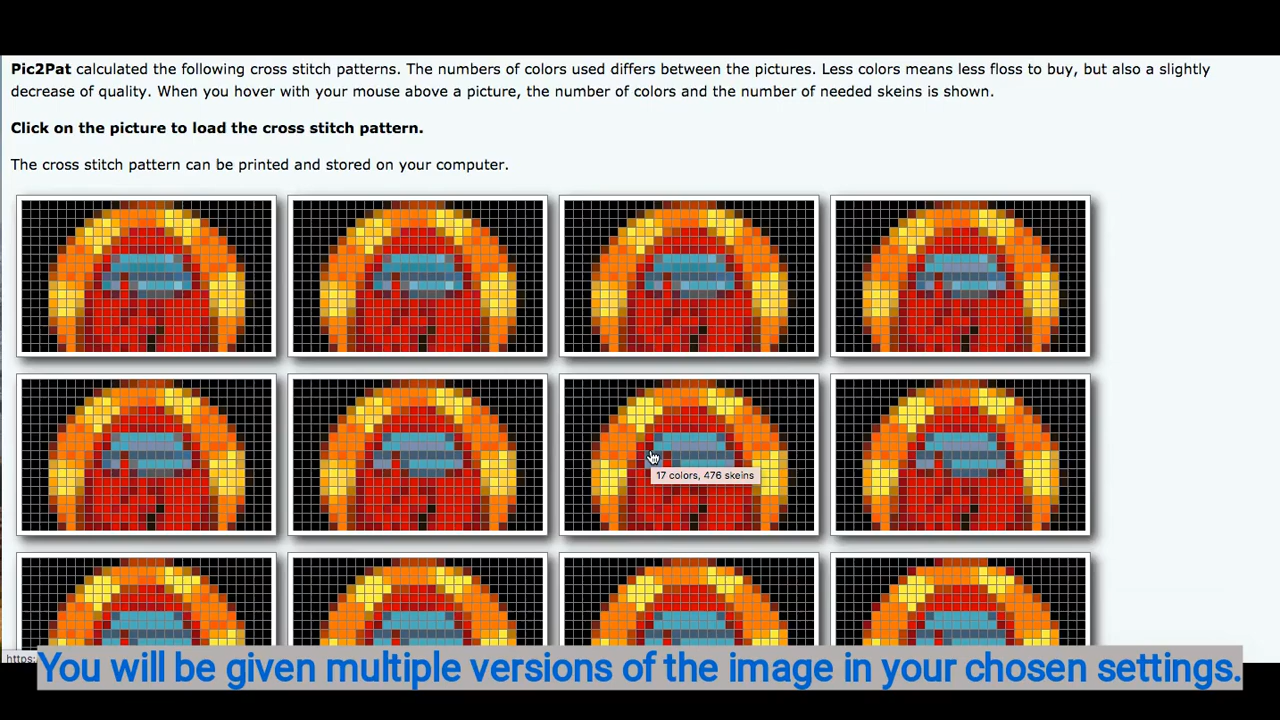 Pic2Pat calculated the following cross stitch patterns. The numbers of colors used differs between the pictures. Less colors means less floss to buy, but also a slightly
decrease of quality. When you hover with your mouse above a picture, the number of colors and the number of needed skeins is shown.
Click on the picture to load the cross stitch pattern.
The cross stitch pattern can be printed and stored on your computer.
17 colors, 476 skeins
https:
You will be given multiple versions of the image in your chosen settings.